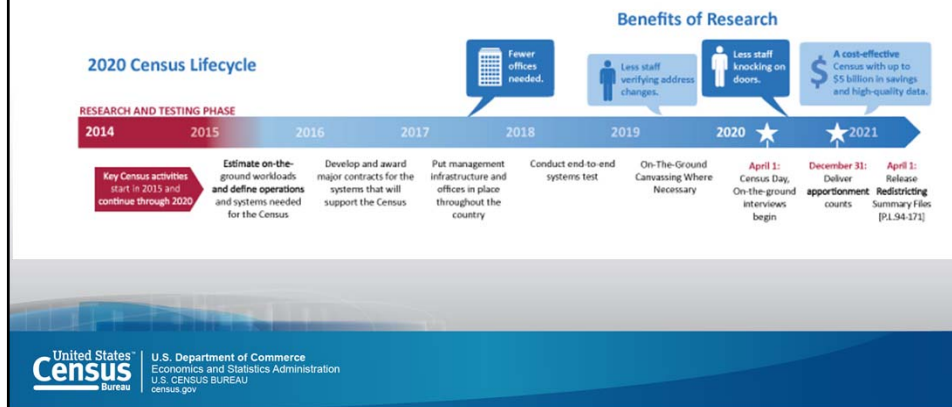 Benefits of Research
2020 Census Lifecycle
Fewer
offices
needed.
Less staff
verifying address
changes.
Less staff
knocking on
doors.
$
A cost-effective
Census with up to
$5 billion in savings
and high-quality data.
RESEARCH AND TESTING PHASE
2014 2015 2016 2017 2018 2019 2020 2021
Key Census activities
start in 2015 and
continue through 2020
Estimate on-the-
ground workloads
and define operations
and systems needed
for the Census
Develop and award
major contracts for the
systems that will
support the Census
Put management
infrastructure and
offices in place
throughout the
country
Conduct end-to-end
systems test
On-The-Ground
Canvassing Where
Necessary
April 1:
Census Day,
On-the-ground
interviews
begin
December 31:
Deliver
apportionment
counts
April 1:
Release
Redistricting
Summary Files
[P.L.94-171]
United States™
Census
Bureau
U.S. Department of Commerce
Economics and Statistics Administration
U.S. CENSUS BUREAU
census.gov